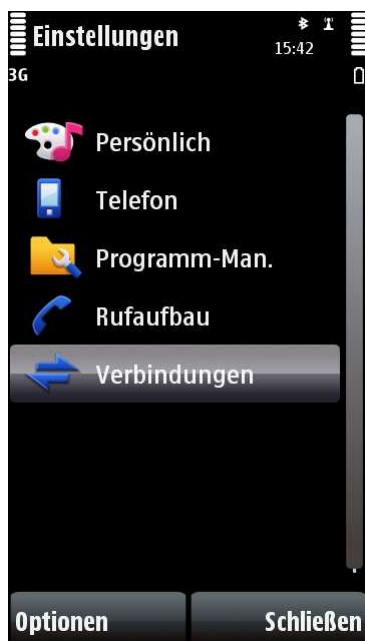 Einstellungen
15:42
3G
Persönlich
Telefon
Programm-Man.
Rufaufbau
Verbindungen
Optionen Schließen